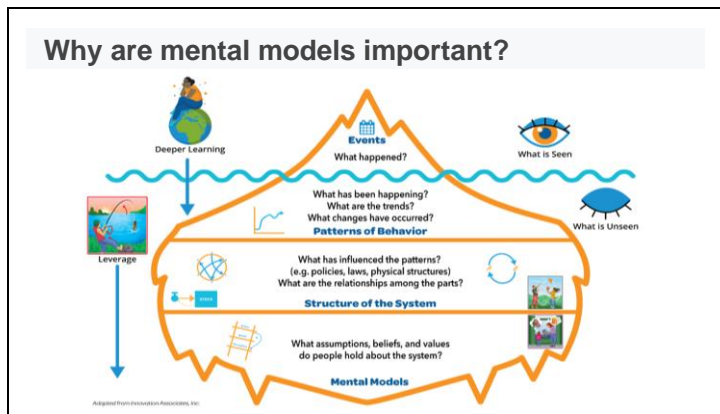 Why are mental models important?
Events
What happened?
Deeper Learning
What is Seen
What has been happening?
What are the trends?
What changes have occurred?
Patterns of Behavior
What is Unseen
Leverage
What has influenced the patterns?
(e.g. policies, laws, physical structures)
What are the relationships among the parts?
Structure of the System
What assumptions, beliefs, and values
do people hold about the system?
Mental Models
Adapted from Innovation Associates, Inc.